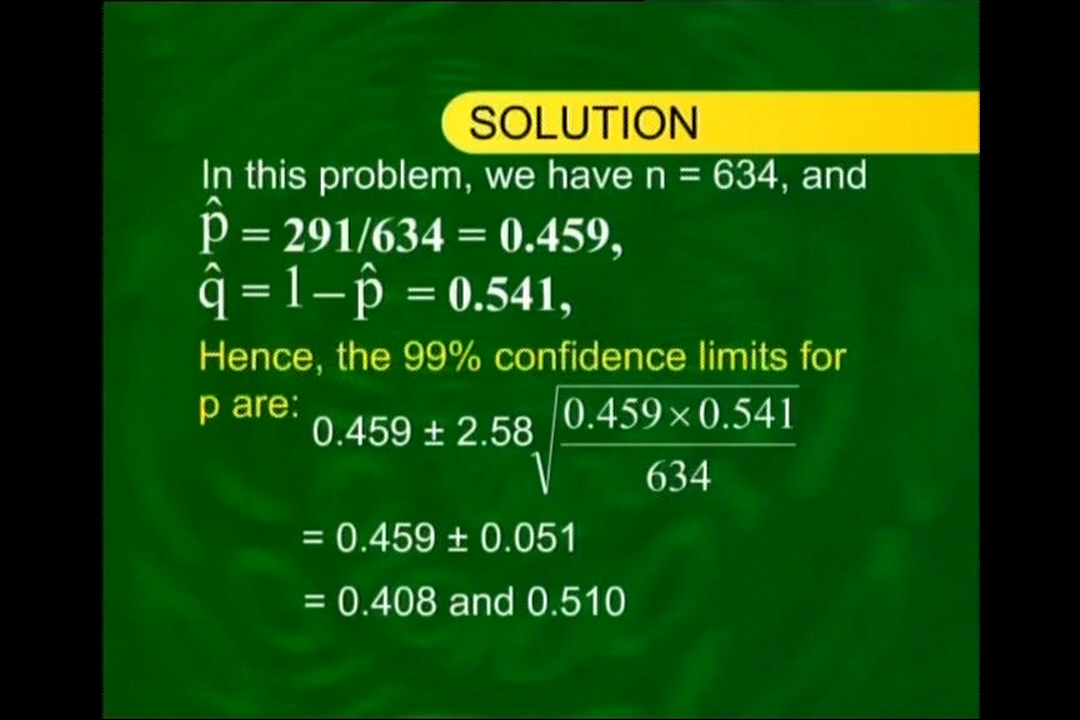 SOLUTION
In this problem, we have n = 634, and
p̂ = 291/634 = 0.459,
q̂ = 1 – p̂ = 0.541,
Hence, the 99% confidence limits for
p are: 0.459 ± 2.58 √(0.459 × 0.541 / 634)
= 0.459 ± 0.051
= 0.408 and 0.510